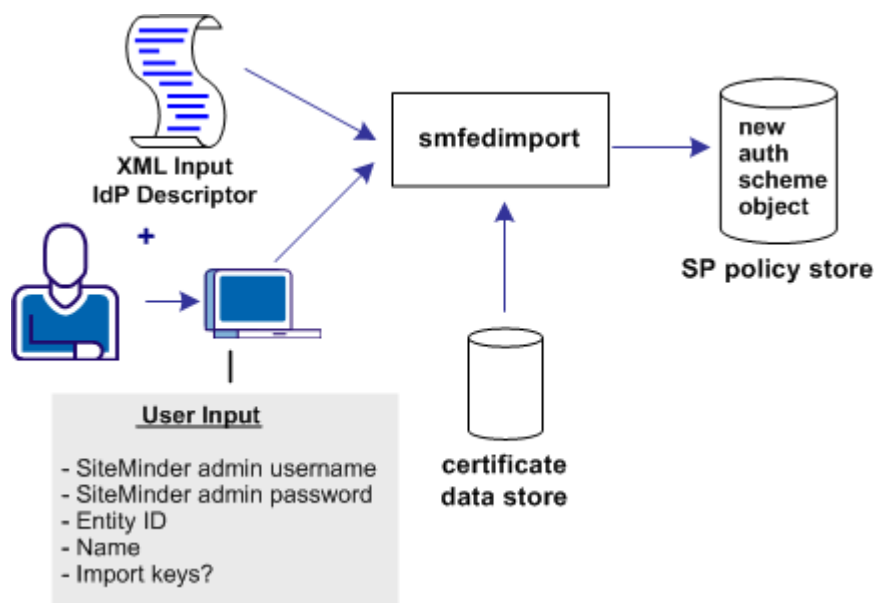 XML Input
IdP Descriptor
+
smfedimport
new
auth
scheme
object
SP policy store
certificate
data store
User Input
- SiteMinder admin username
- SiteMinder admin password
- Entity ID
- Name
- Import keys?